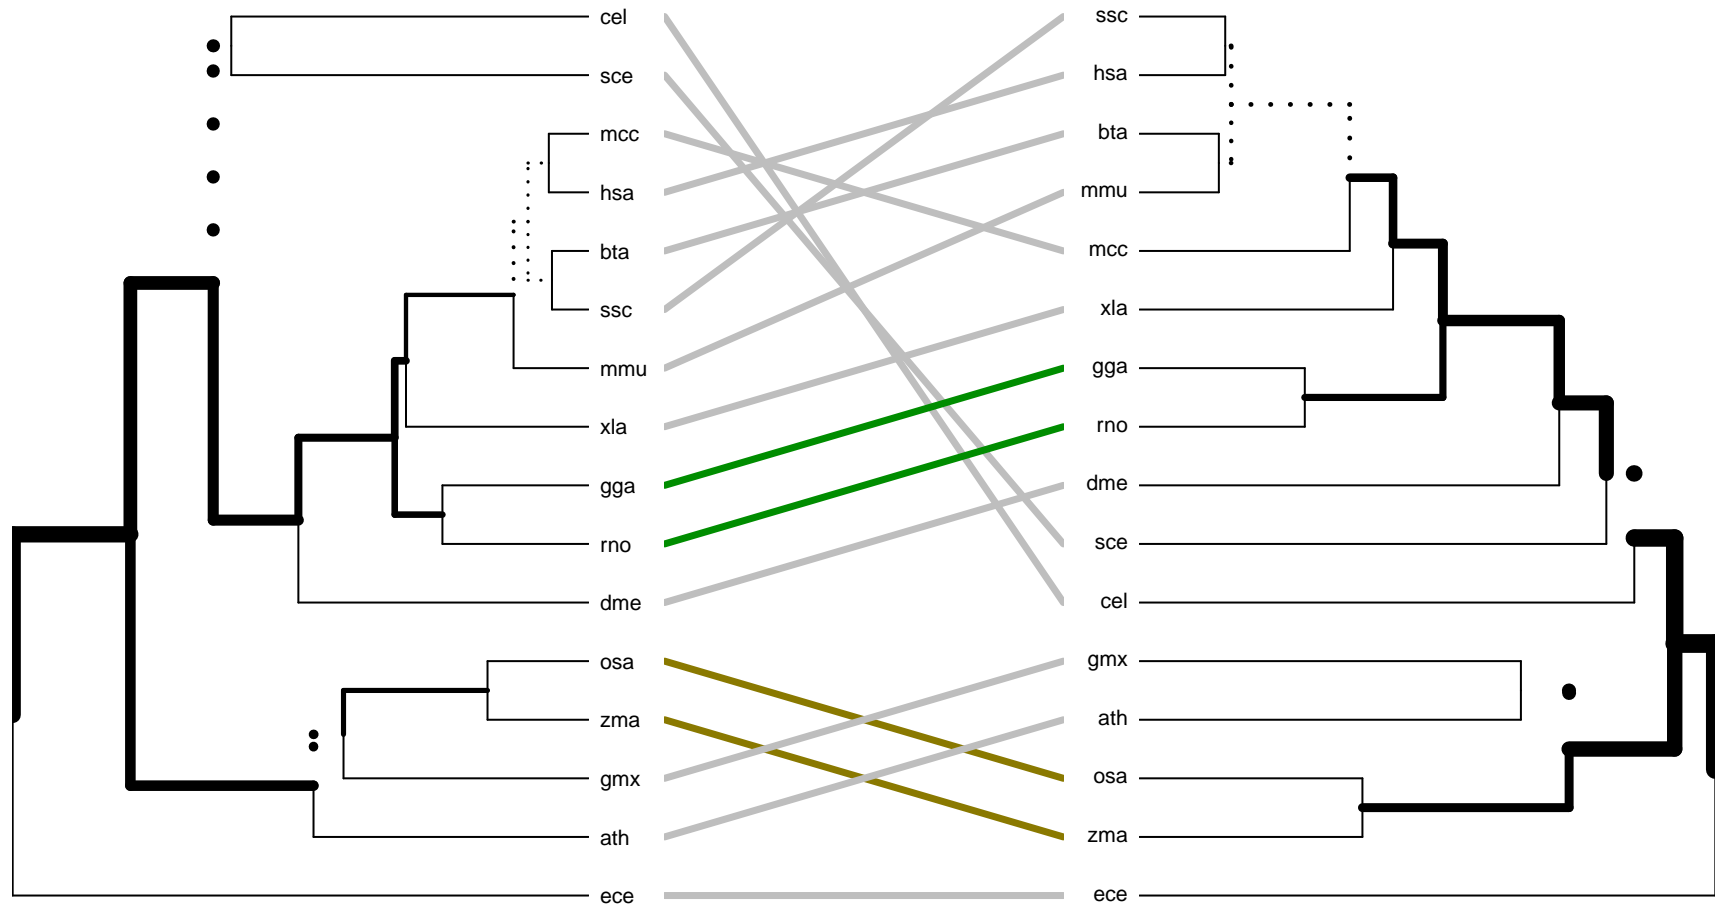 cel ssc
sce hsa
mcc bta
hsa mmu
bta mcc
ssc xla
mmu gga
xla rno
gga dme
rno sce
dme cel
osa gmx
zma ath
gmx osa
ath zma
ece ece